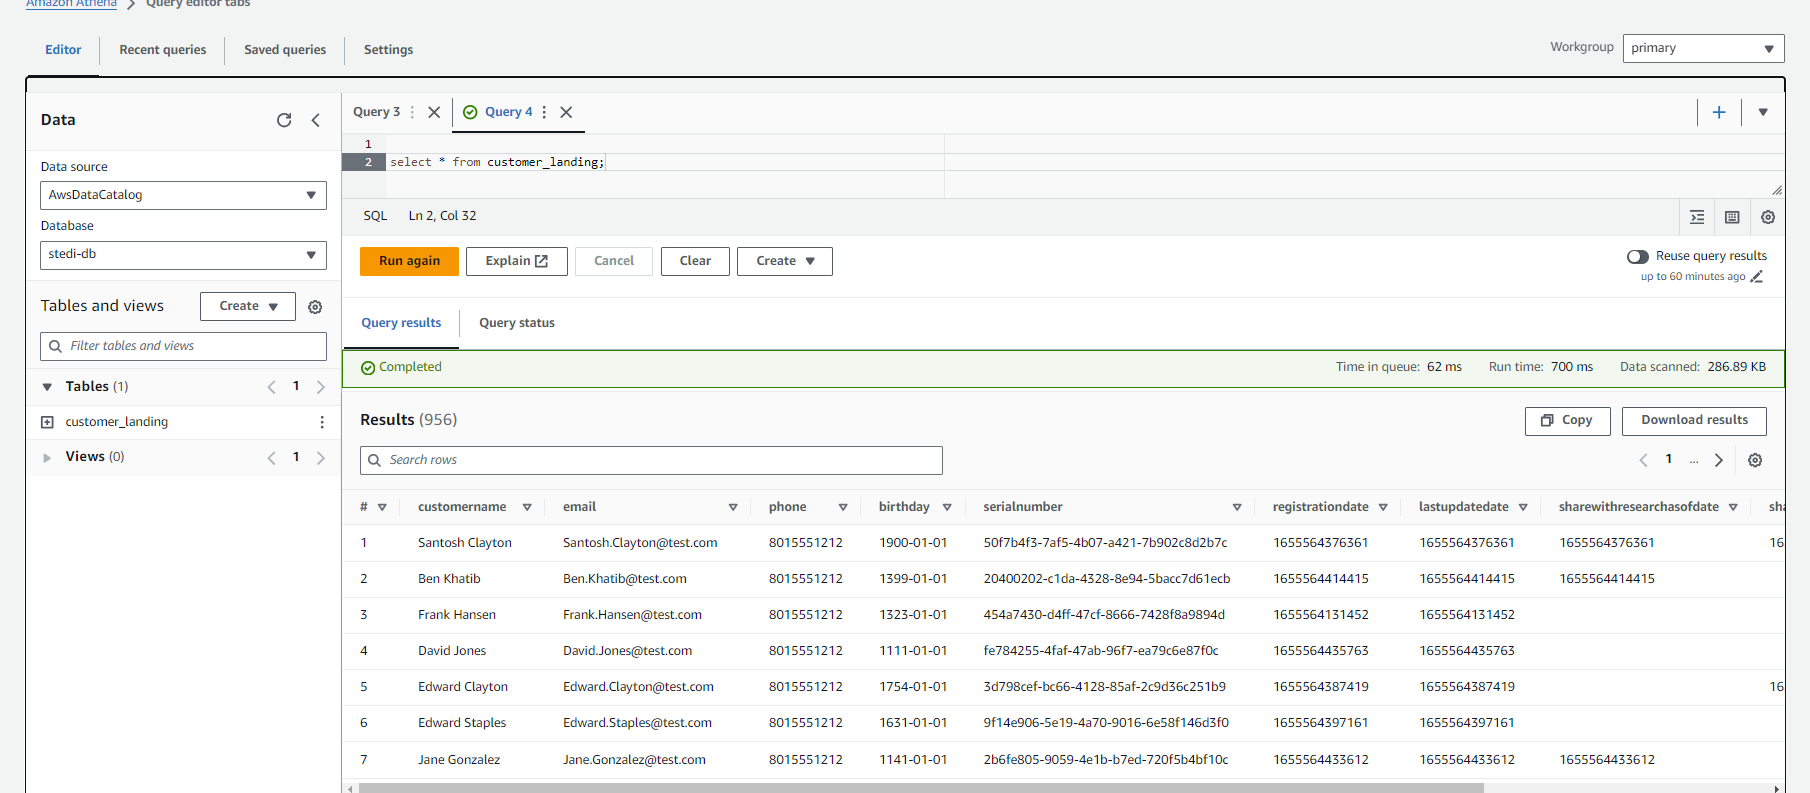 Amazon Athena > Query editor tabs
Editor Recent queries Saved queries Settings
Workgroup primary
Data
Data source
AwsDataCatalog
Database
stedi-db
Tables and views Create
Filter tables and views
Tables (1) < 1 >
customer_landing
Views (0) < 1 >
Query 3 Query 4
1
2 select * from customer_landing;
SQL Ln 2, Col 32
Run again Explain Cancel Clear Create
Reuse query results
up to 60 minutes ago
Query results Query status
Completed Time in queue: 62 ms Run time: 700 ms Data scanned: 286.89 KB
Results (956) Copy Download results
Search rows
< 1 ... >
# customername email phone birthday serialnumber registrationdate lastupdatedate sharewithresearchasofdate sha
1 Santosh Clayton Santosh.Clayton@test.com 8015551212 1900-01-01 50f7b4f3-7af5-4b07-a421-7b902c8d2b7c 1655564376361 1655564376361 1655564376361 16
2 Ben Khatib Ben.Khatib@test.com 8015551212 1399-01-01 20400202-c1da-4328-8e94-5bacc7d61ecb 1655564414415 1655564414415 1655564414415
3 Frank Hansen Frank.Hansen@test.com 8015551212 1323-01-01 454a7430-d4ff-47cf-8666-7428f8a9894d 1655564131452 1655564131452
4 David Jones David.Jones@test.com 8015551212 1111-01-01 fe784255-4faf-47ab-96f7-ea79c6e87f0c 1655564435763 1655564435763
5 Edward Clayton Edward.Clayton@test.com 8015551212 1754-01-01 3d798cef-bc66-4128-85af-2c9d36c251b9 1655564387419 1655564387419 16
6 Edward Staples Edward.Staples@test.com 8015551212 1631-01-01 9f14e906-5e19-4a70-9016-6e58f146d3f0 1655564397161 1655564397161
7 Jane Gonzalez Jane.Gonzalez@test.com 8015551212 1141-01-01 2b6fe805-9059-4e1b-b7ed-720f5b4bf10c 1655564433612 1655564433612 1655564433612